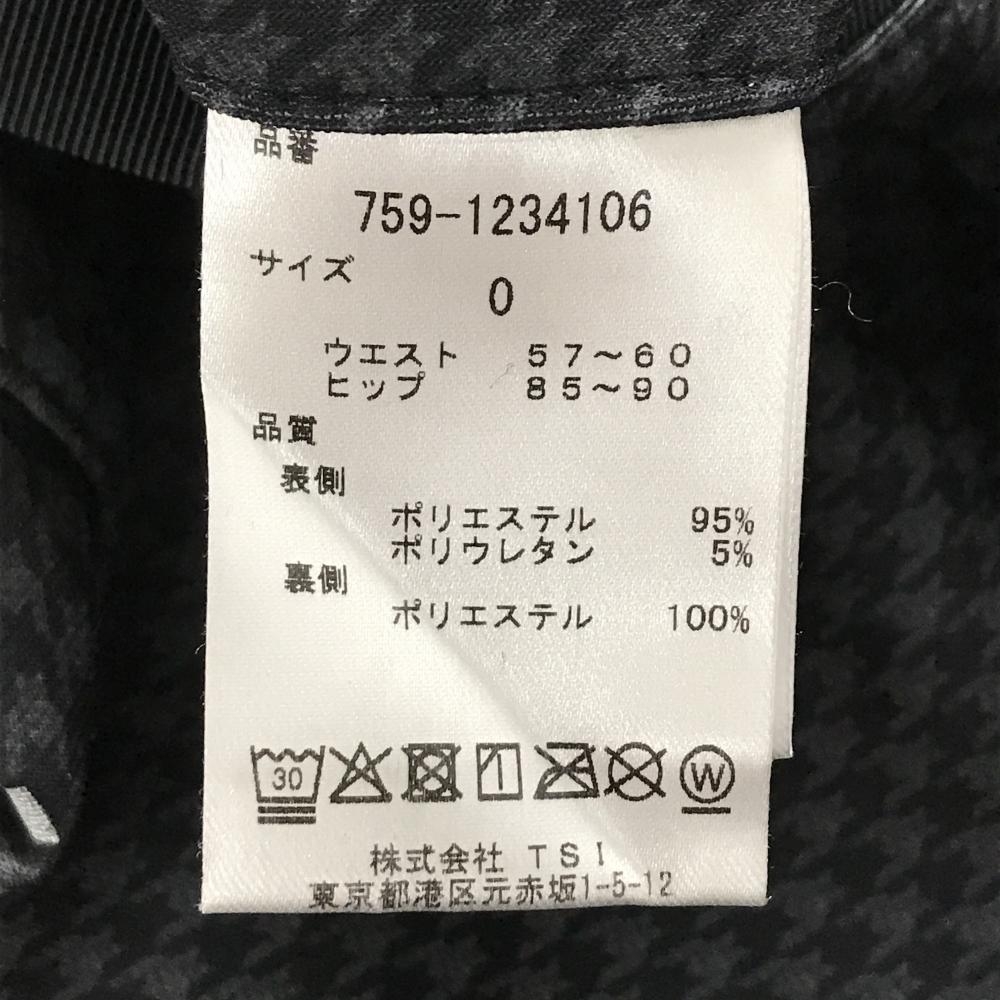 品番
759-1234106
サイズ
0
ウエスト 57～60
ヒップ 85～90
品質
表側
ポリエステル 95%
ポリウレタン 5%
裏側
ポリエステル 100%
30 W
株式会社 TSI
東京都港区元赤坂1-5-12